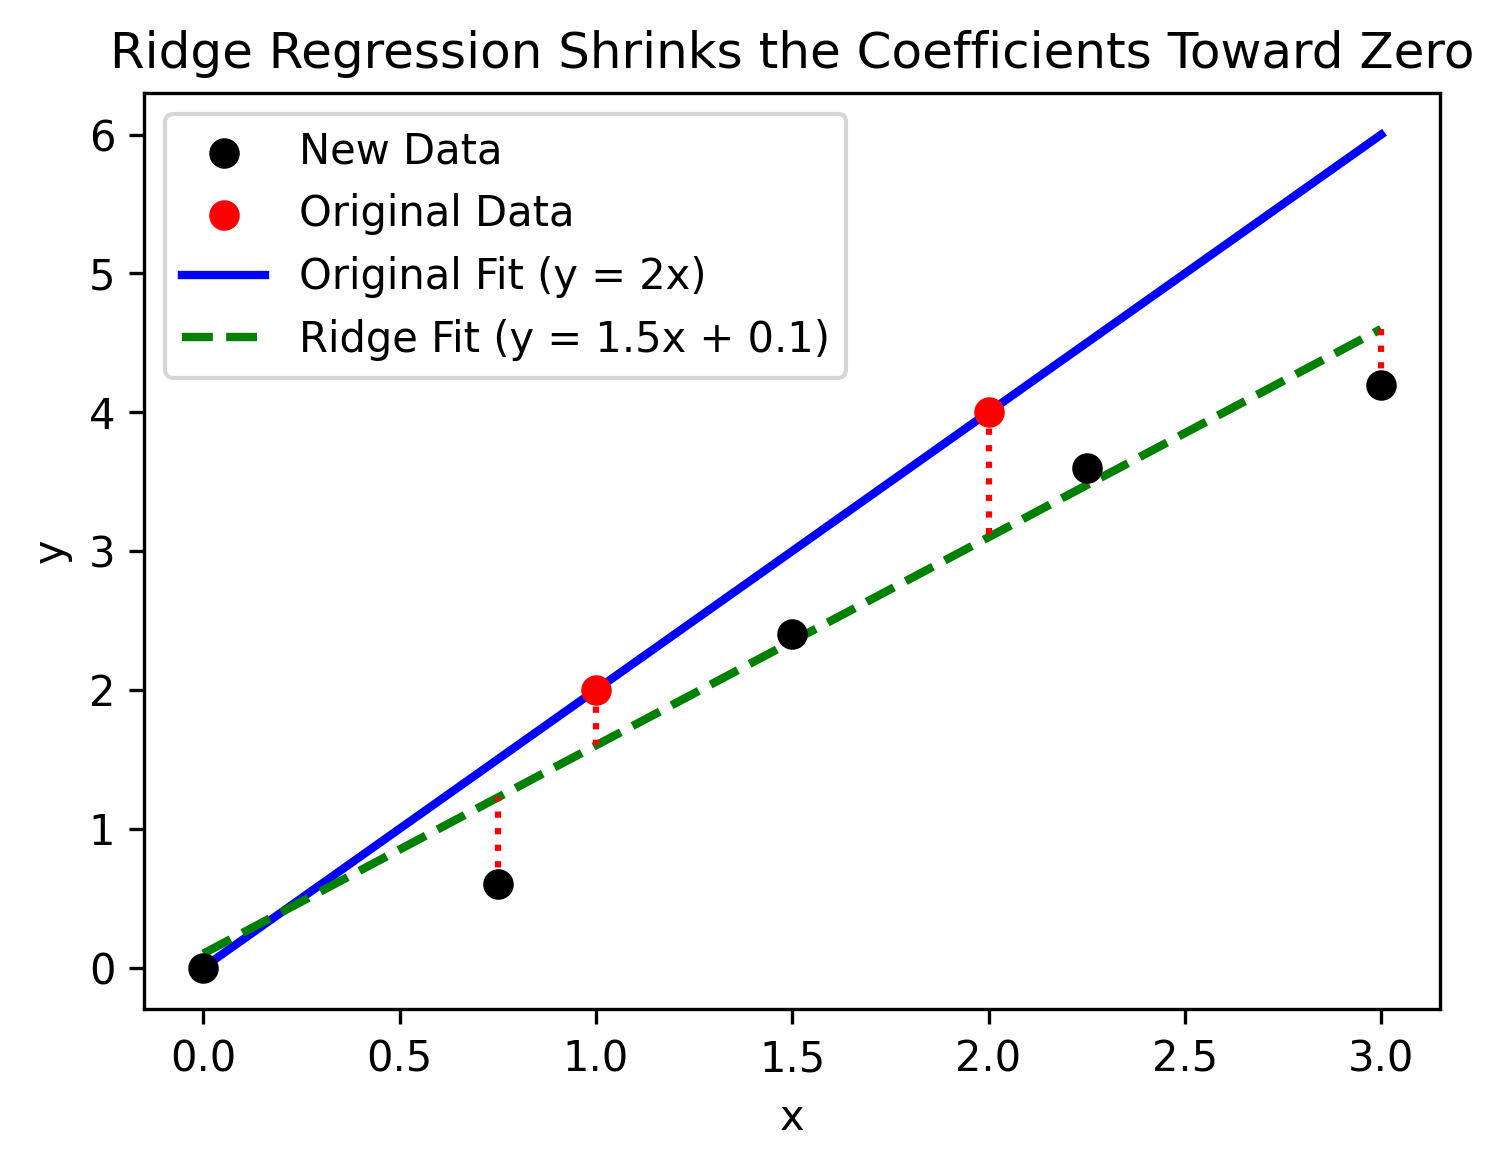 Ridge Regression Shrinks the Coefficients Toward Zero
New Data
Original Data
Original Fit (y = 2x)
Ridge Fit (y = 1.5x + 0.1)
y
6
5
4
3
2
1
0
0.0 0.5 1.0 1.5 2.0 2.5 3.0
x